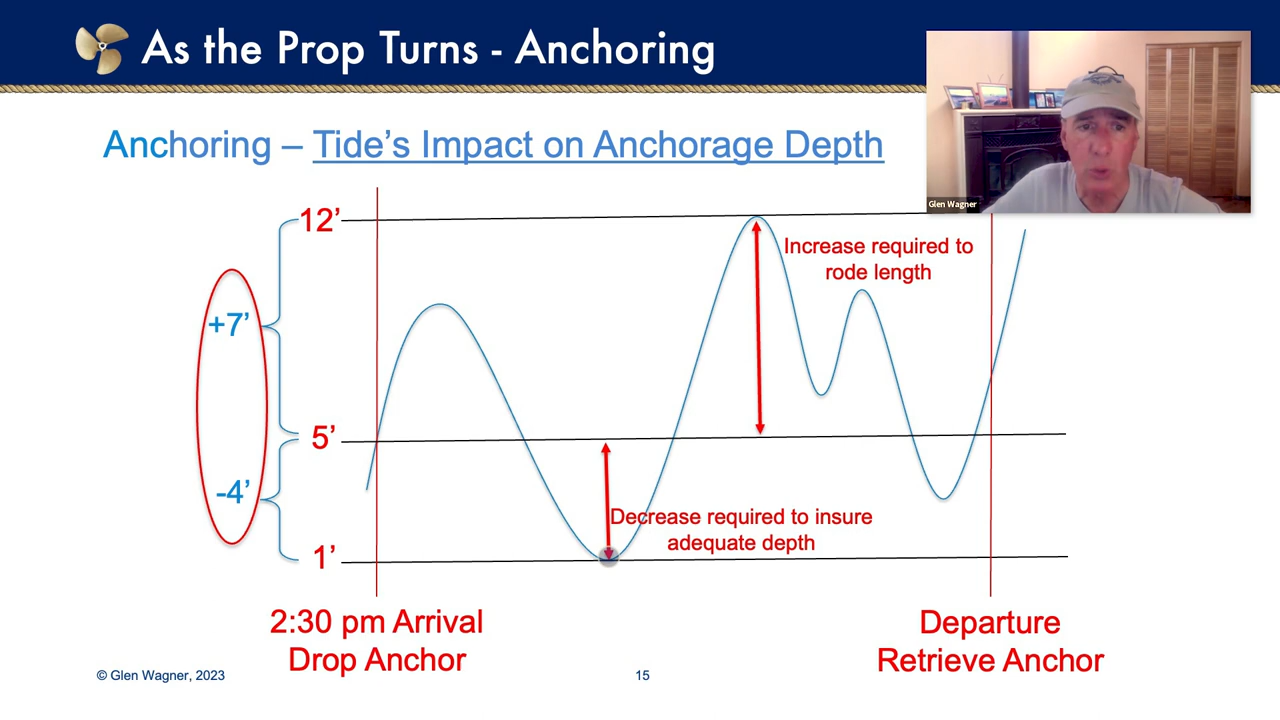 As the Prop Turns - Anchoring
Glen Wagner
Anchoring – Tide's Impact on Anchorage Depth
12'
Increase required to
rode length
+7'
5'
-4'
Decrease required to insure
adequate depth
1'
2:30 pm Arrival
Drop Anchor
Departure
Retrieve Anchor
© Glen Wagner, 2023
15